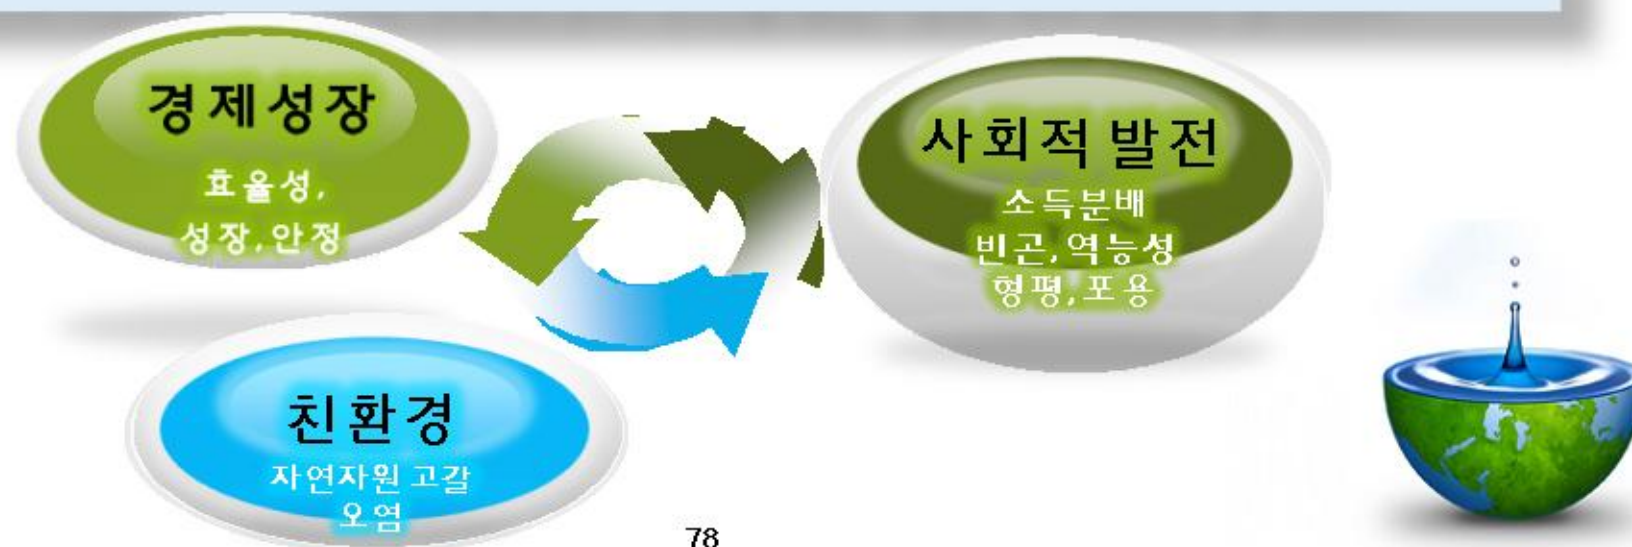 경제성장
효율성,
성장,안정
사회적 발전
소득분배
빈곤,역능성
형평,포용
친환경
자연자원 고갈
오염
78